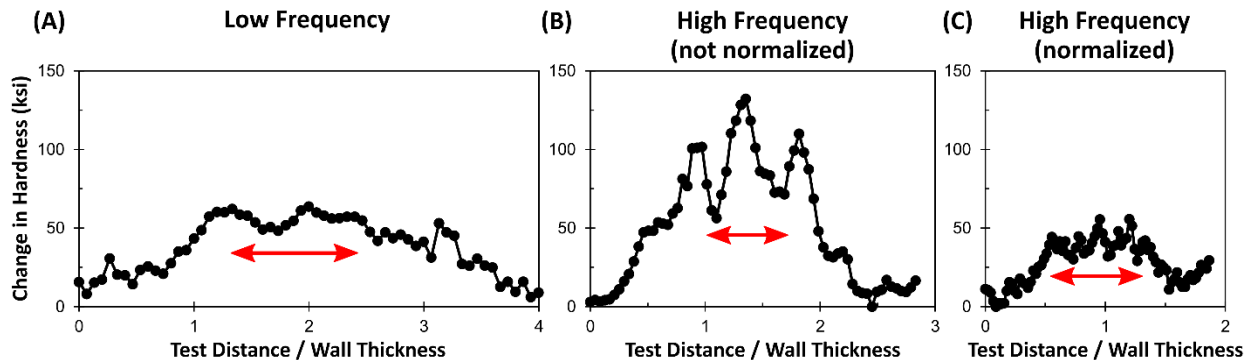 (A)
Low Frequency
(B)
High Frequency
(not normalized)
(C)
High Frequency
(normalized)
Change in Hardness (ksi)
150
100
50
0
0 1 2 3 4
Test Distance / Wall Thickness
150
100
50
0
0 1 2 3
Test Distance / Wall Thickness
150
100
50
0
0 1 2
Test Distance / Wall Thickness